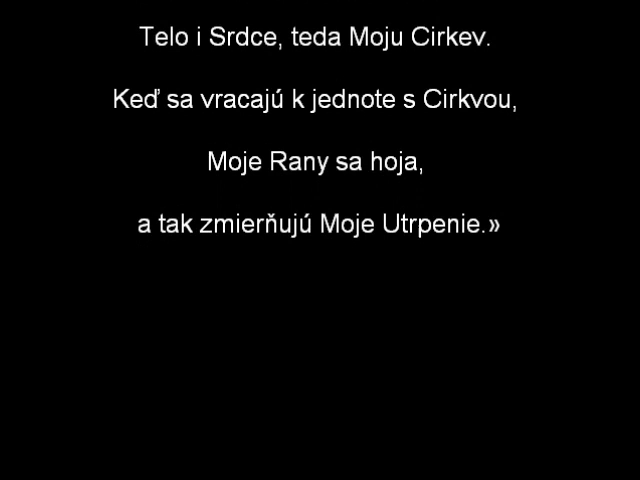 Telo i Srdce, teda Moju Cirkev.
Keď sa vracajú k jednote s Cirkvou,
Moje Rany sa hoja,
a tak zmierňujú Moje Utrpenie.»